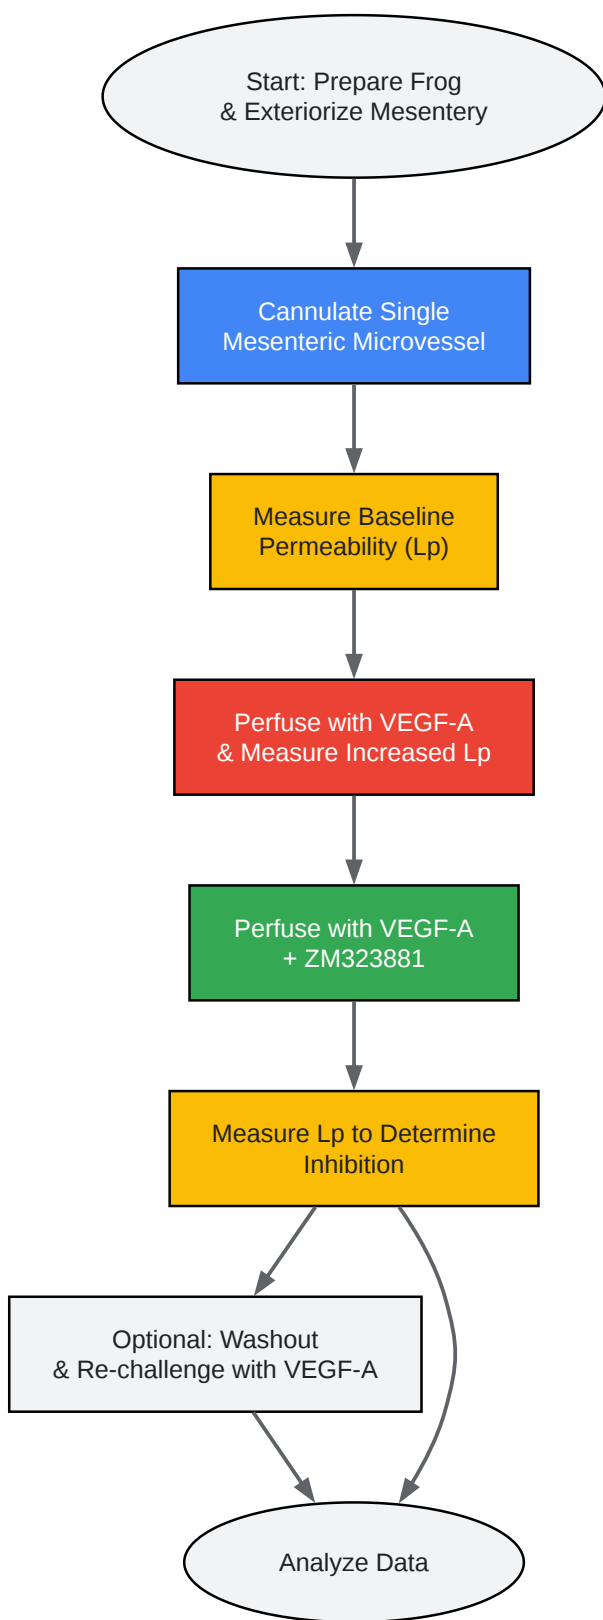 Start: Prepare Frog
& Exteriorize Mesentery
Cannulate Single
Mesenteric Microvessel
Measure Baseline
Permeability (Lp)
Perfuse with VEGF-A
& Measure Increased Lp
Perfuse with VEGF-A
+ ZM323881
Measure Lp to Determine
Inhibition
Optional: Washout
& Re-challenge with VEGF-A
Analyze Data